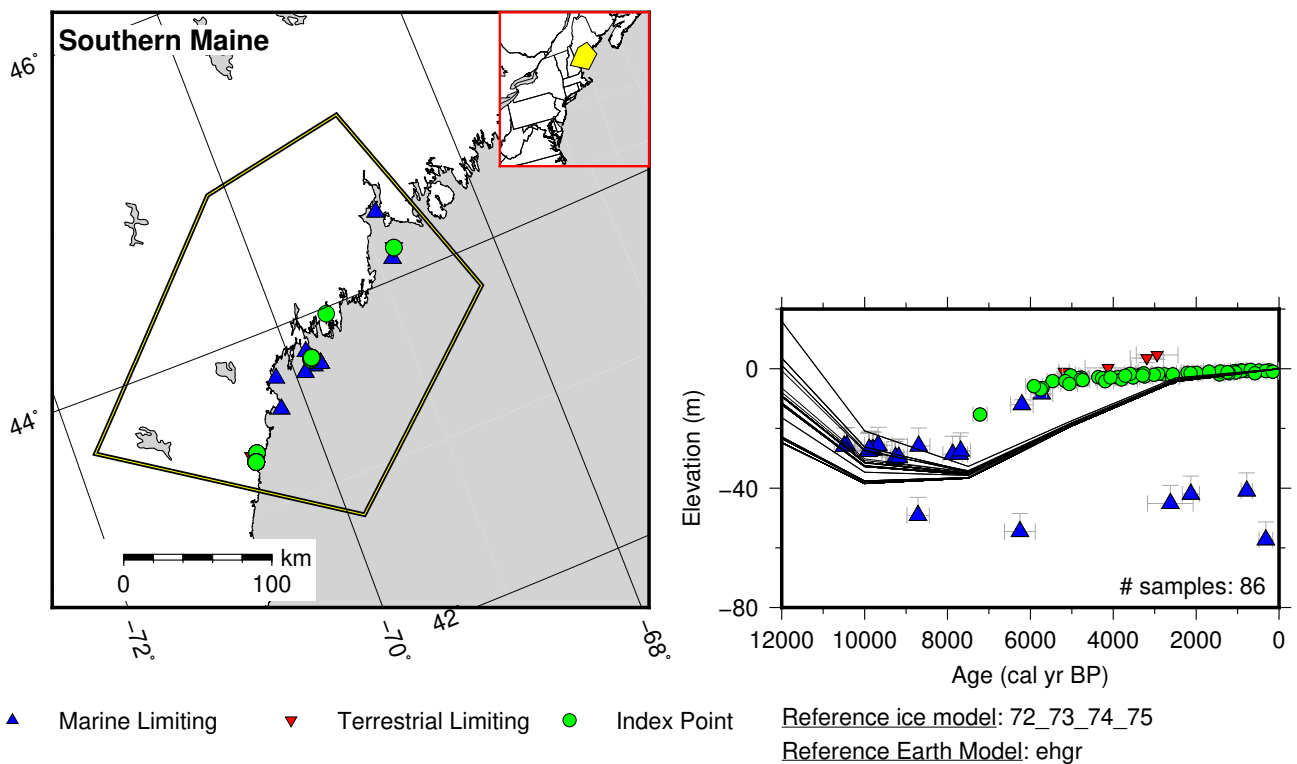 Southern Maine
46°
44°
42°
−72°
−70°
−68°
km
0 100
Elevation (m)
0
−40
−80
# samples: 86
12000 10000 8000 6000 4000 2000 0
Age (cal yr BP)
Marine Limiting Terrestrial Limiting Index Point
Reference ice model: 72_73_74_75
Reference Earth Model: ehgr